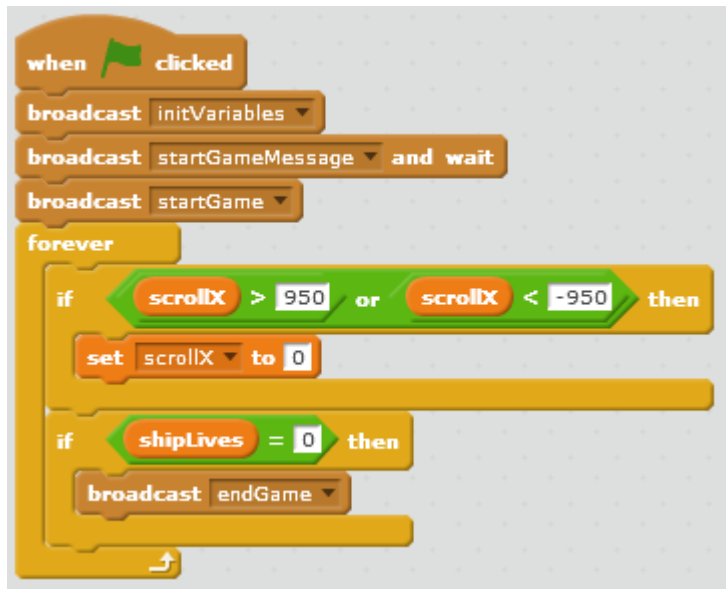 when clicked
broadcast initVariables
broadcast startGameMessage and wait
broadcast startGame
forever
if scrollX > 950 or scrollX < -950 then
set scrollX to 0
if shipLives = 0 then
broadcast endGame